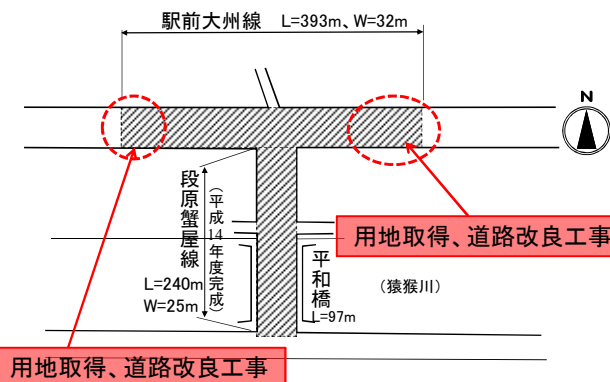 駅前大州線 L=393m、W=32m
N
段原蟹屋線
(平成14年度完成)
L=240m
W=25m
用地取得、道路改良工事
平和橋
L=97m
(猿猴川)
用地取得、道路改良工事